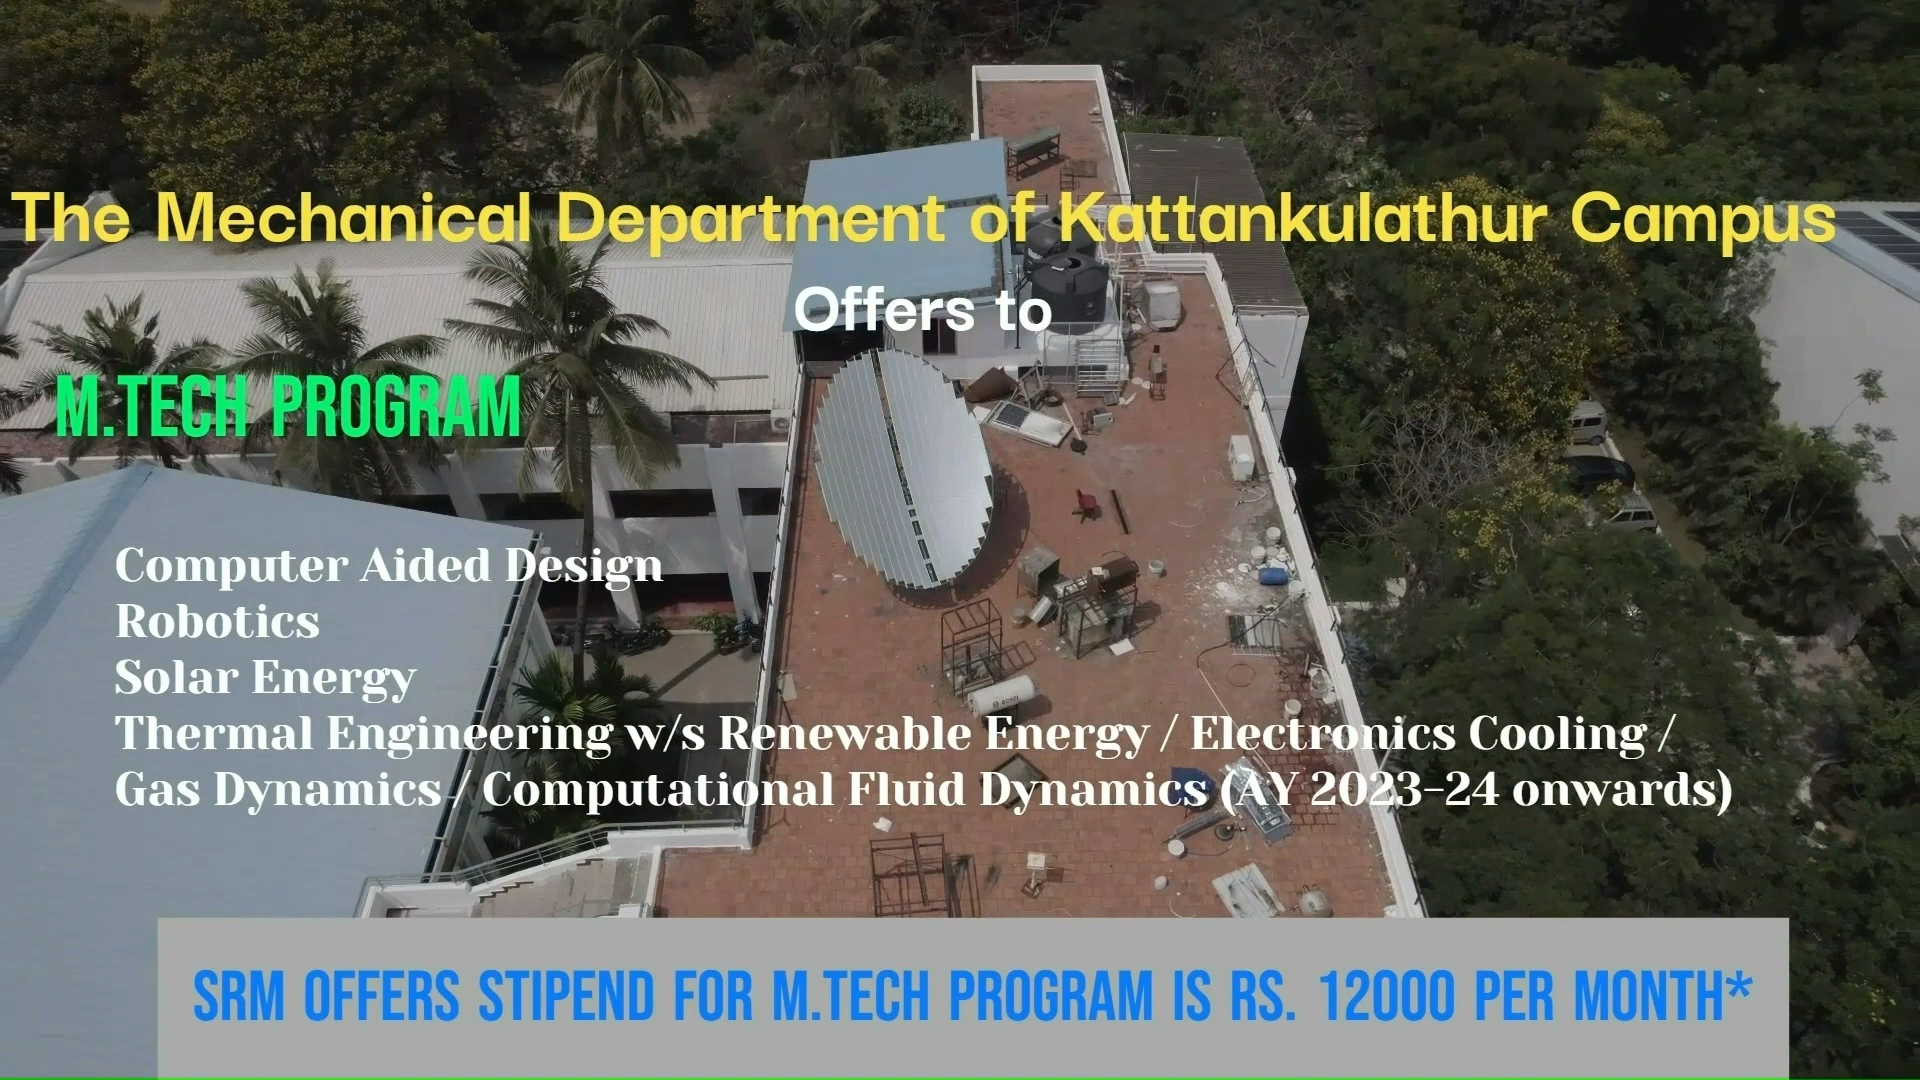 The Mechanical Department of Kattankulathur Campus
Offers to
M.TECH PROGRAM
Computer Aided Design
Robotics
Solar Energy
Thermal Engineering w/s Renewable Energy / Electronics Cooling /
Gas Dynamics / Computational Fluid Dynamics (AY 2023-24 onwards)
SRM OFFERS STIPEND FOR M.TECH PROGRAM IS RS. 12000 PER MONTH*